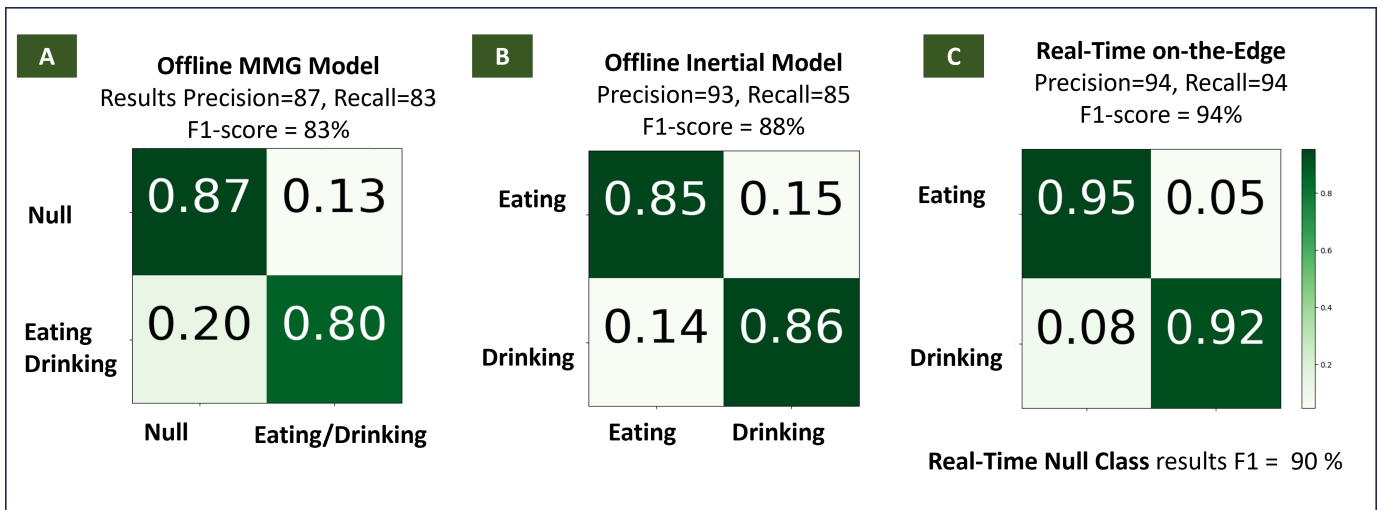 A
Offline MMG Model
Results Precision=87, Recall=83
F1-score = 83%
Null
0.87 0.13
Eating
Drinking
0.20 0.80
Null Eating/Drinking
B
Offline Inertial Model
Precision=93, Recall=85
F1-score = 88%
Eating
0.85 0.15
Drinking
0.14 0.86
Eating Drinking
C
Real-Time on-the-Edge
Precision=94, Recall=94
F1-score = 94%
Eating
0.95 0.05
Drinking
0.08 0.92
0.8
0.6
0.4
0.2
Real-Time Null Class results F1 = 90 %